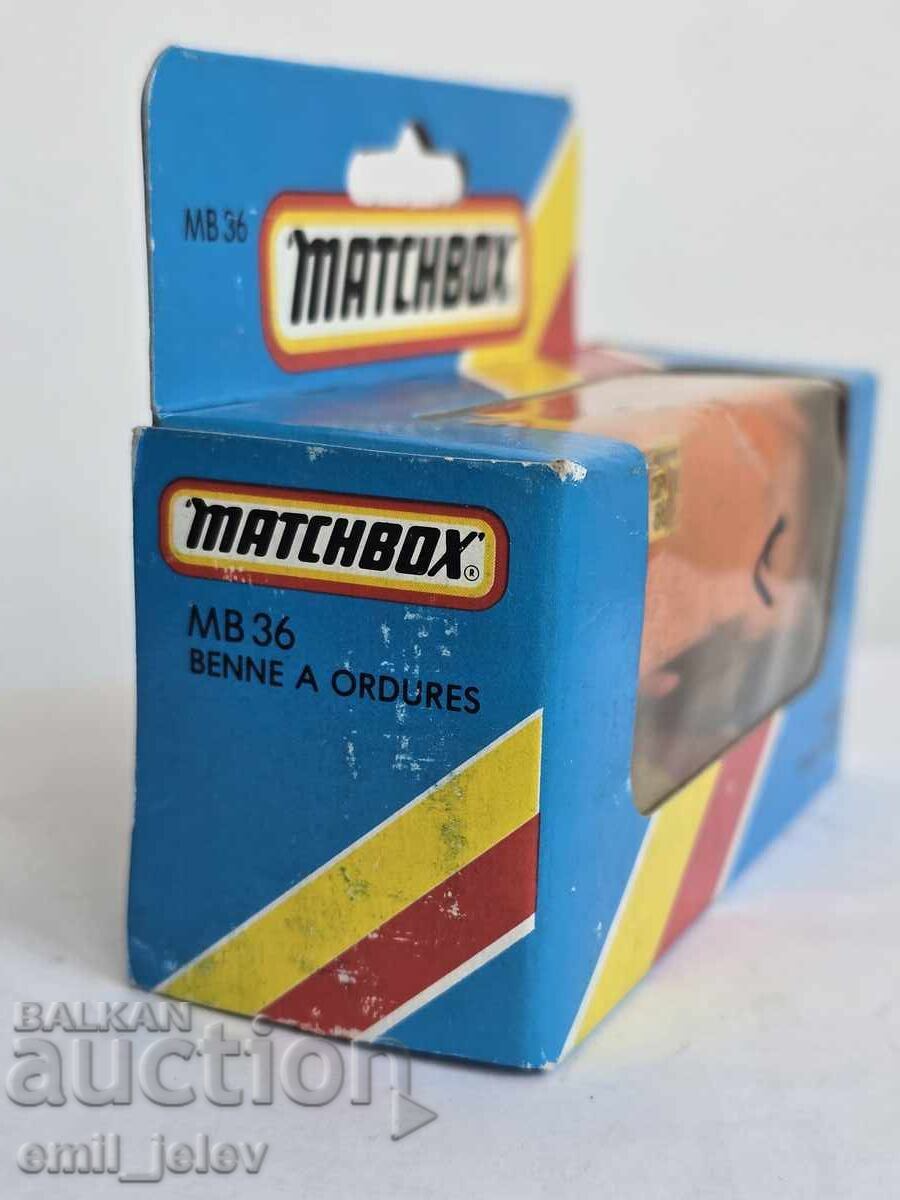 MB 36
MATCHBOX
MATCHBOX®
MB 36
BENNE A ORDURES
BALKAN
auction
emil_jelev